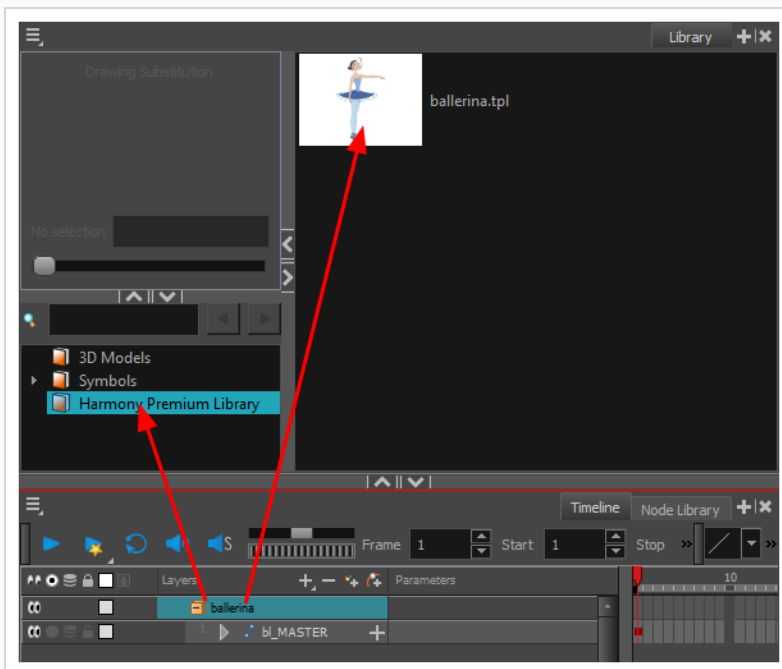 Library
Drawing Substitution
ballerina.tpl
No selection
3D Models
Symbols
Harmony Premium Library
Timeline
Node Library
S
Frame 1 Start 1 Stop »
»
Layers Parameters 10
ballerina
bl_MASTER